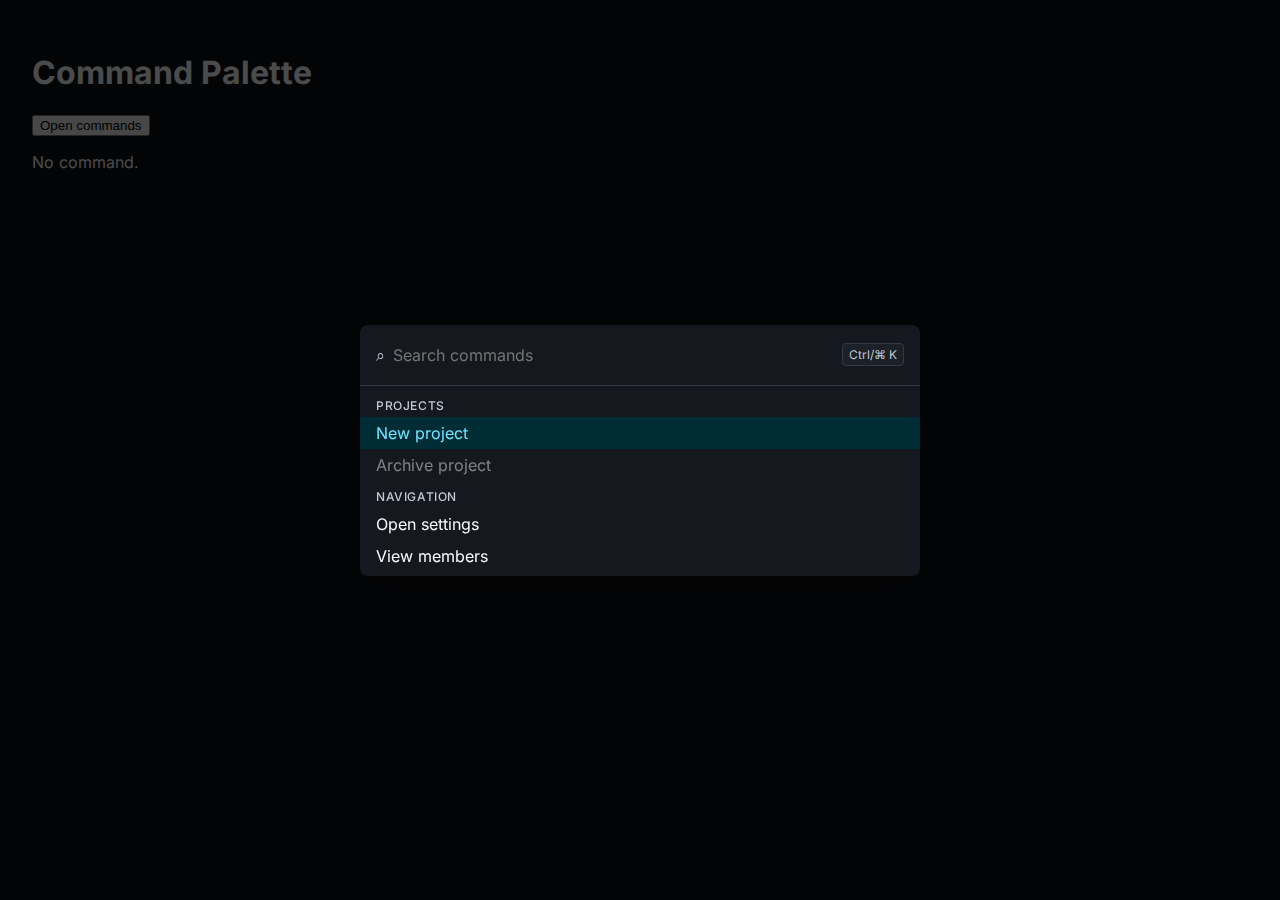 Command Palette
Open commands
No command.
Search commands
Ctrl/⌘ K
PROJECTS
New project
Archive project
NAVIGATION
Open settings
View members